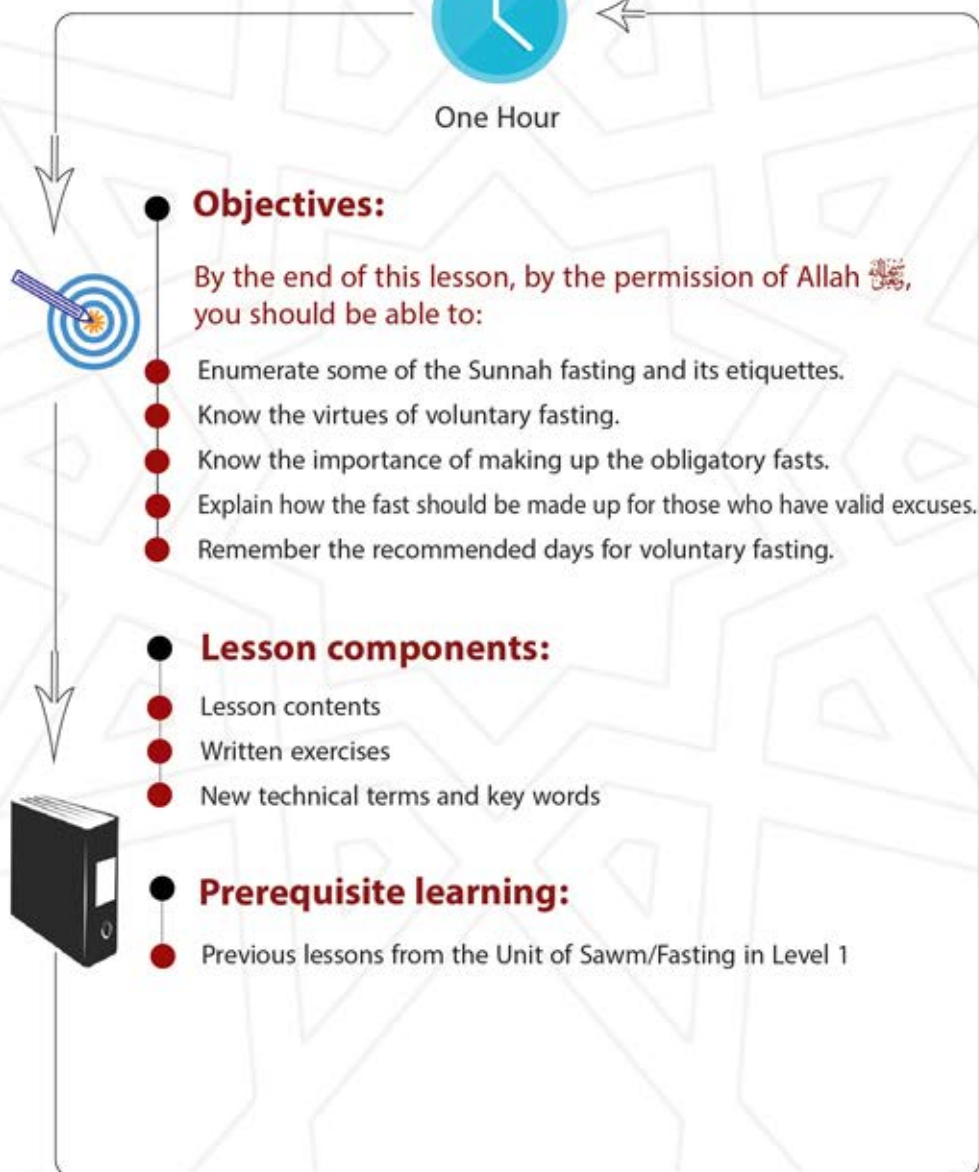 One Hour
Objectives:
By the end of this lesson, by the permission of Allah ,
you should be able to:
Enumerate some of the Sunnah fasting and its etiquettes.
Know the virtues of voluntary fasting.
Know the importance of making up the obligatory fasts.
Explain how the fast should be made up for those who have valid excuses.
Remember the recommended days for voluntary fasting.
Lesson components:
Lesson contents
Written exercises
New technical terms and key words
Prerequisite learning:
Previous lessons from the Unit of Sawm/Fasting in Level 1